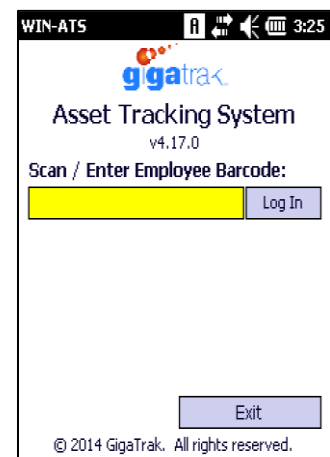 WIN-ATS A 3:25
gigatrak
Asset Tracking System
v4.17.0
Scan / Enter Employee Barcode:
Log In
Exit
© 2014 GigaTrak. All rights reserved.